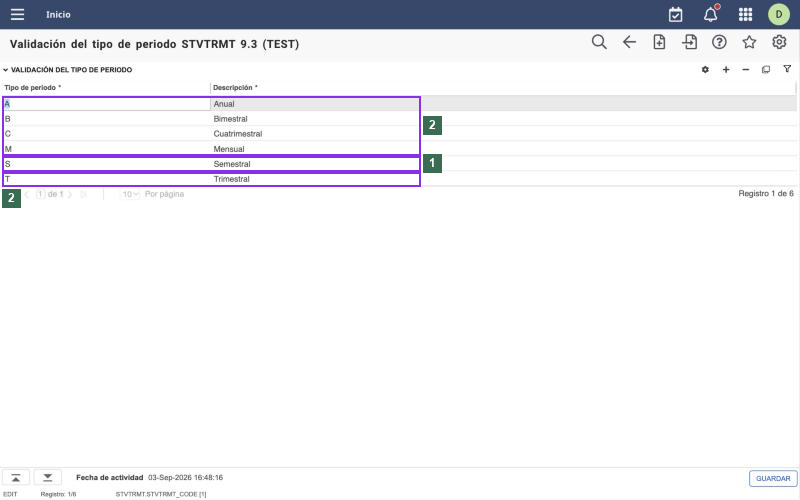 Inicio
D
Validación del tipo de periodo STVTRMT 9.3 (TEST)
VALIDACIÓN DEL TIPO DE PERIODO
Tipo de periodo * Descripción *
A Anual
B Bimestral
2
C Cuatrimestral
M Mensual
S Semestral
1
T Trimestral
2
1 de 1 10 Por página Registro 1 de 6
Fecha de actividad 03-Sep-2026 16:48:16
GUARDAR
EDIT Registro: 1/6 STVTRMT.STVTRMT_CODE [1]